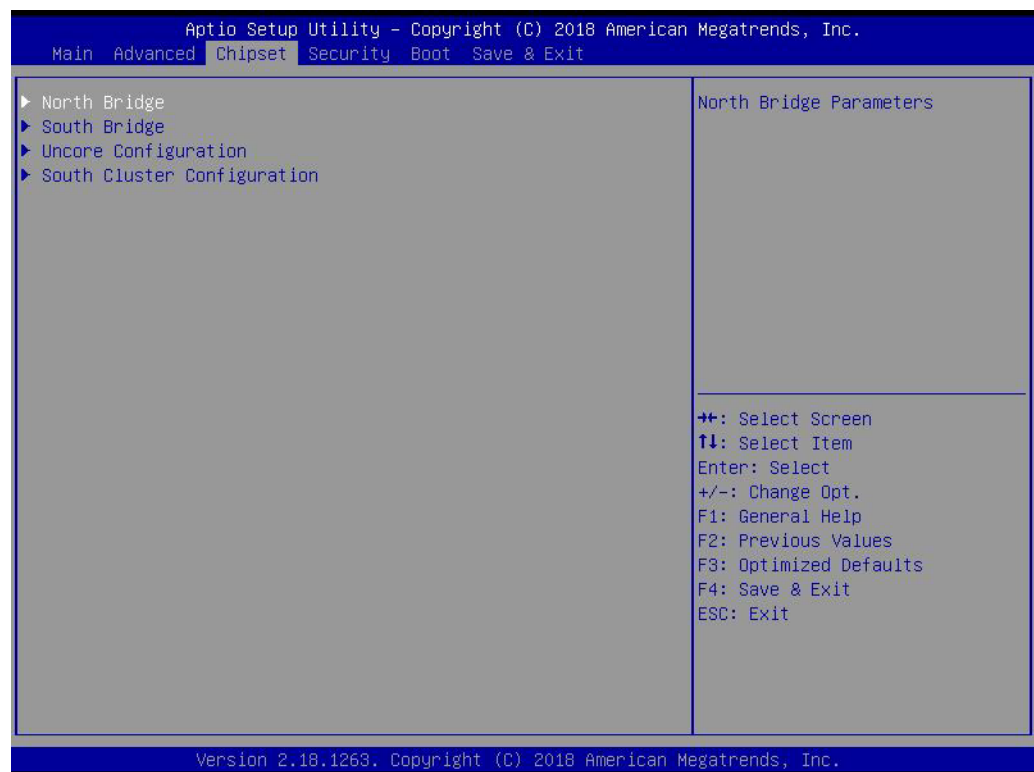 Aptio Setup Utility – Copyright (C) 2018 American Megatrends, Inc.
Main Advanced Chipset Security Boot Save & Exit
▶ North Bridge
▶ South Bridge
▶ Uncore Configuration
▶ South Cluster Configuration
North Bridge Parameters
→←: Select Screen
↑↓: Select Item
Enter: Select
+/-: Change Opt.
F1: General Help
F2: Previous Values
F3: Optimized Defaults
F4: Save & Exit
ESC: Exit
Version 2.18.1263. Copyright (C) 2018 American Megatrends, Inc.